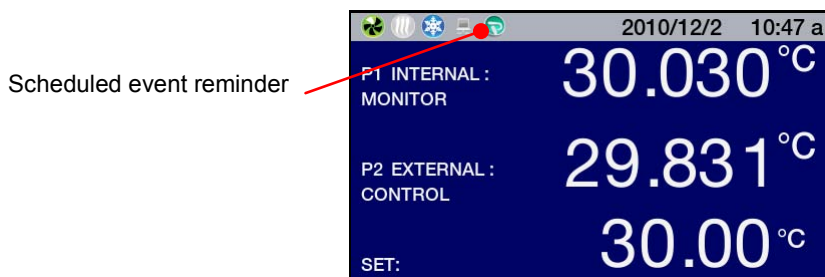 2010/12/2 10:47 a
Scheduled event reminder
P1 INTERNAL :
MONITOR
30.030°C
P2 EXTERNAL :
CONTROL
29.831°C
SET:
30.00°C